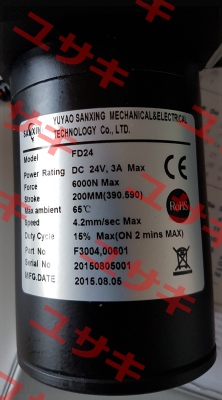 ユサキ
SANXIN
YUYAO SANXING MECHANICAL&ELECTRICAL
TECHNOLOGY Co., LTD.
Model FD24
Power Rating DC 24V, 3A Max
Force 6000N Max
Stroke 200MM(390.590)
Max ambient 65℃
Speed 4.2mm/sec Max
Duty Cycle 15% Max(ON 2 mins MAX)
Part No F3004,00601
Serial No 20150805001
MFG.DATE 2015.08.05
CE
RoHS
ユサキ
ユサキ